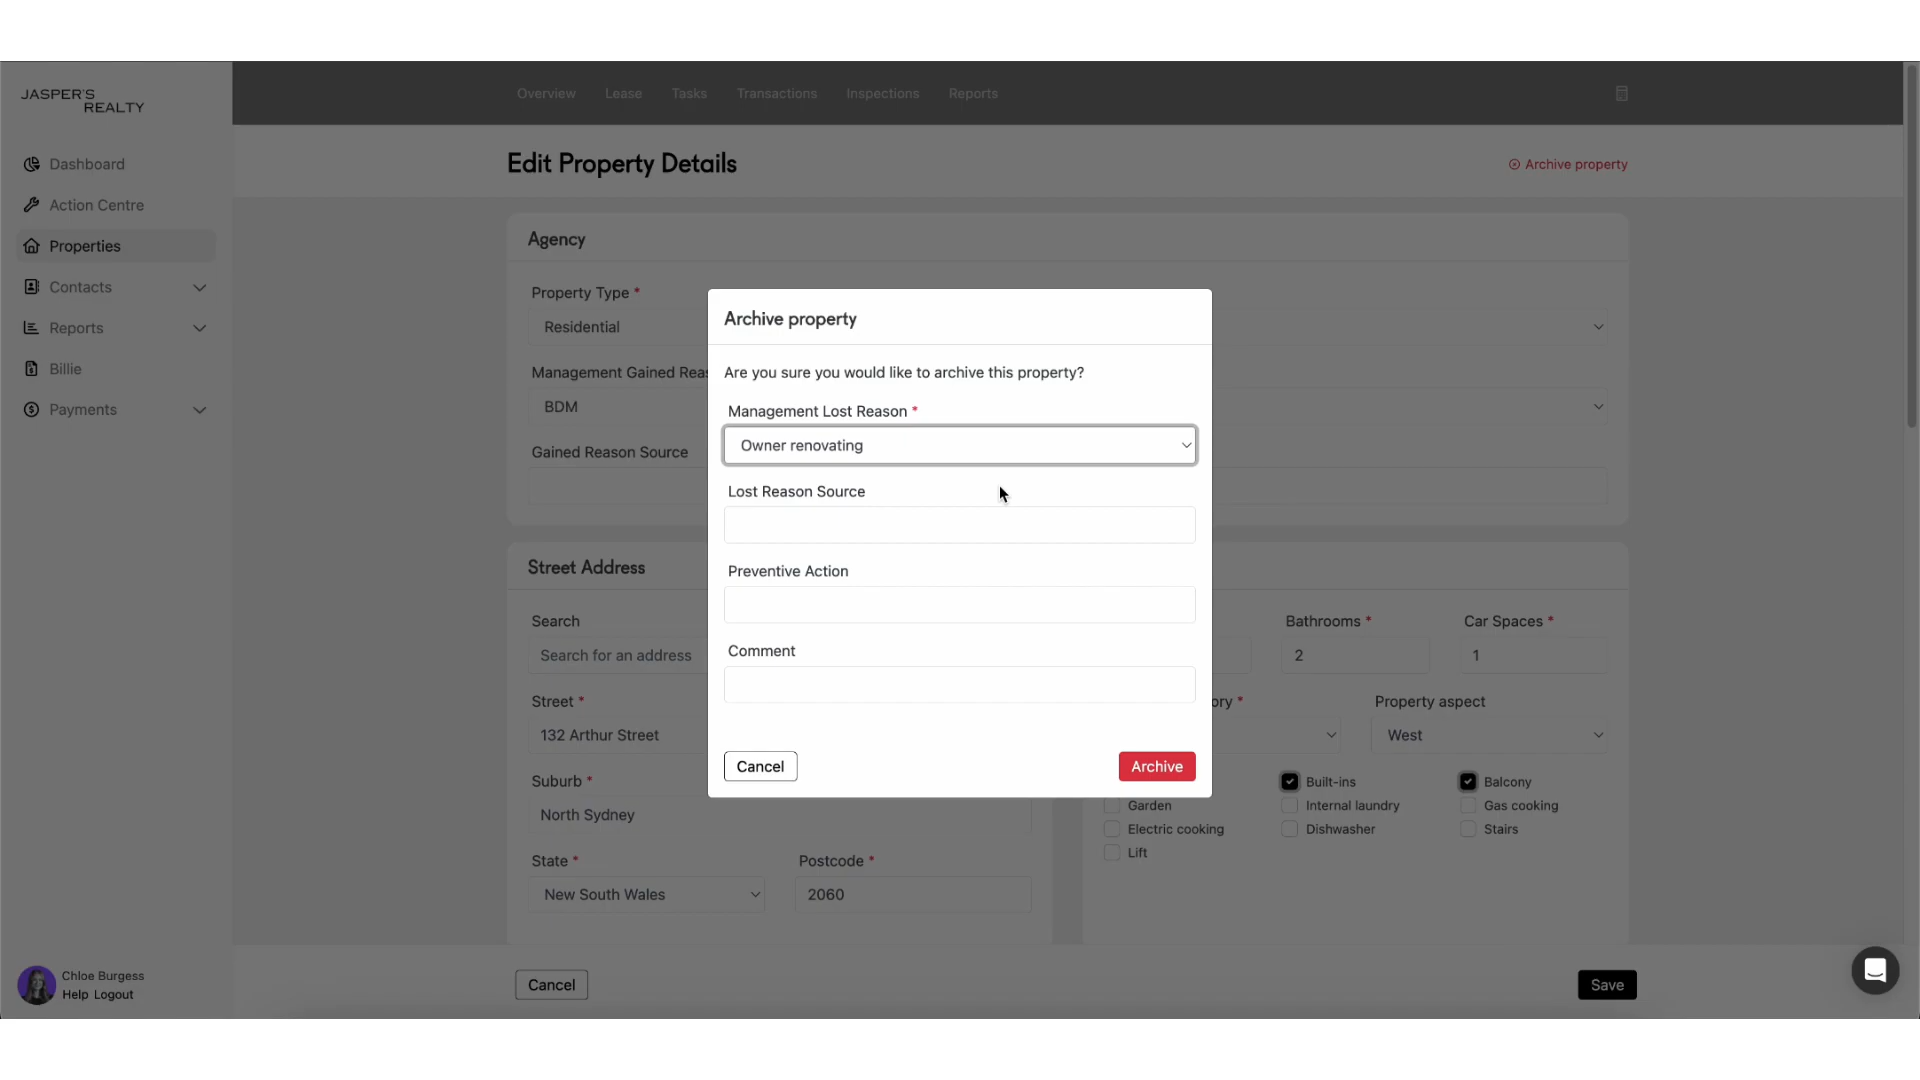 JASPER'S
REALTY
Overview Lease Tasks Transactions Inspections Reports
Dashboard
Action Centre
Properties
Contacts
Reports
Billie
Payments
Edit Property Details
Archive property
Agency
Property Type *
Residential
Management Gained Reas
BDM
Gained Reason Source
Street Address
Search
Search for an address
Street *
132 Arthur Street
Suburb *
North Sydney
State *
New South Wales
Postcode *
2060
Archive property
Are you sure you would like to archive this property?
Management Lost Reason *
Owner renovating
Lost Reason Source
Preventive Action
Comment
Cancel
Archive
Bathrooms *
2
Car Spaces *
1
ory *
Property aspect
West
Built-ins
Balcony
Garden
Internal laundry
Gas cooking
Electric cooking
Dishwasher
Stairs
Lift
Chloe Burgess
Help Logout
Cancel
Save